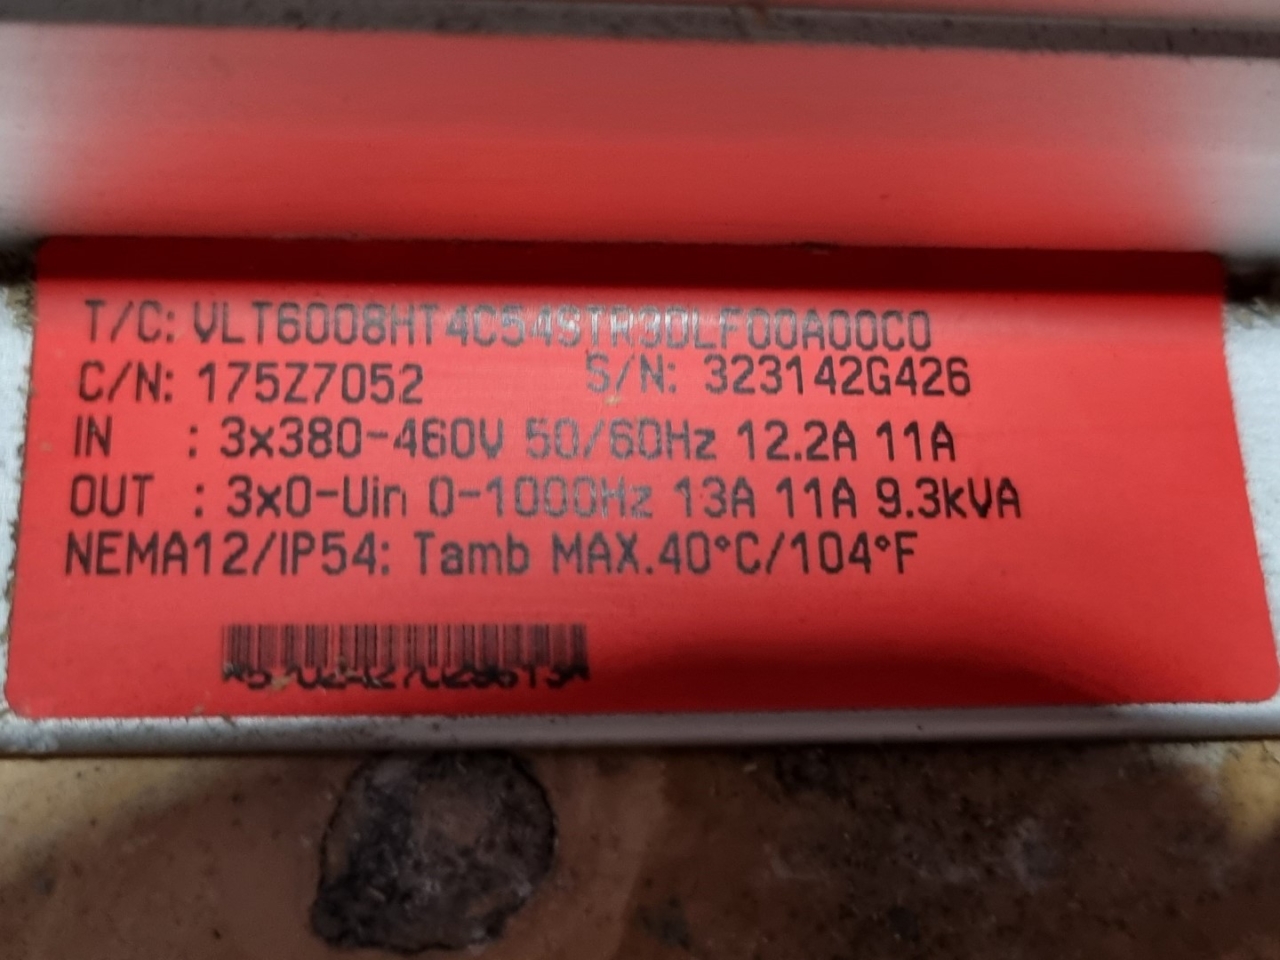 T/C: VLT6008HT4C54STR3DLF00A00C0
C/N: 175Z7052 S/N: 323142G426
IN : 3x380-460V 50/60Hz 12.2A 11A
OUT : 3x0-Uin 0-1000Hz 13A 11A 9.3kVA
NEMA12/IP54: Tamb MAX.40°C/104°F